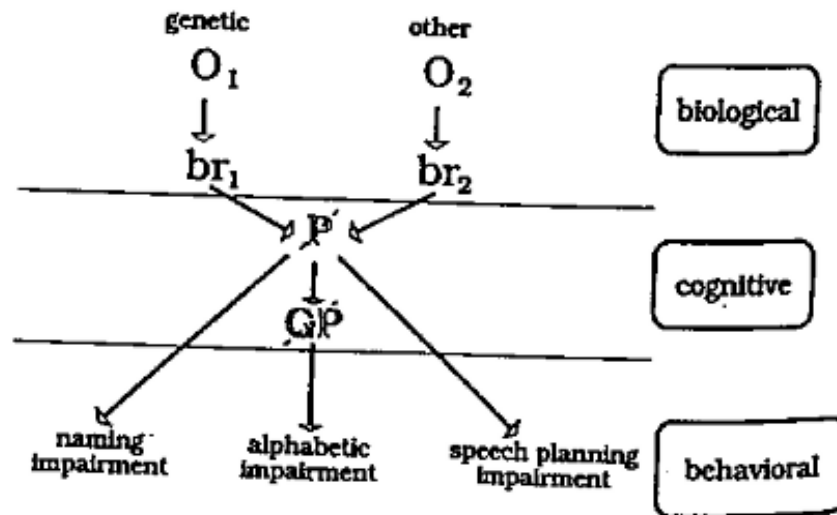 genetic
other
O₁
O₂
biological
br₁
br₂
P
cognitive
GP
naming
impairment
alphabetic
impairment
speech planning
impairment
behavioral